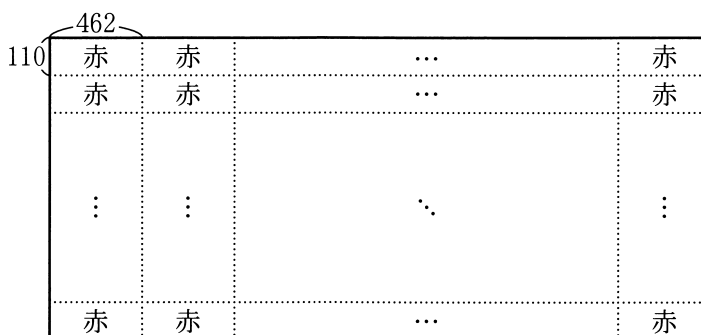 462
110 赤 赤 … 赤
赤 赤 … 赤
⋮ ⋮ ⋱ ⋮
赤 赤 … 赤